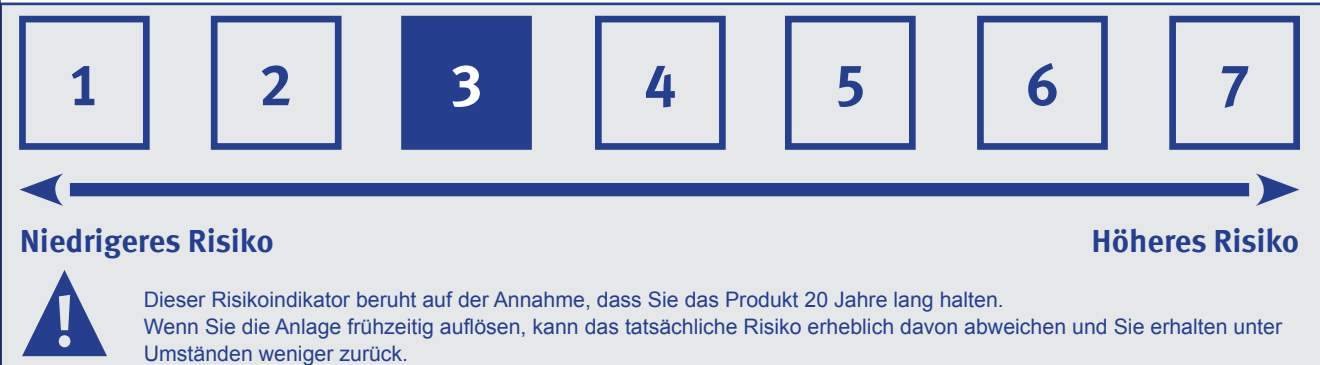 1 2 3 4 5 6 7
Niedrigeres Risiko Höheres Risiko
!
Dieser Risikoindikator beruht auf der Annahme, dass Sie das Produkt 20 Jahre lang halten.
Wenn Sie die Anlage frühzeitig auflösen, kann das tatsächliche Risiko erheblich davon abweichen und Sie erhalten unter
Umständen weniger zurück.